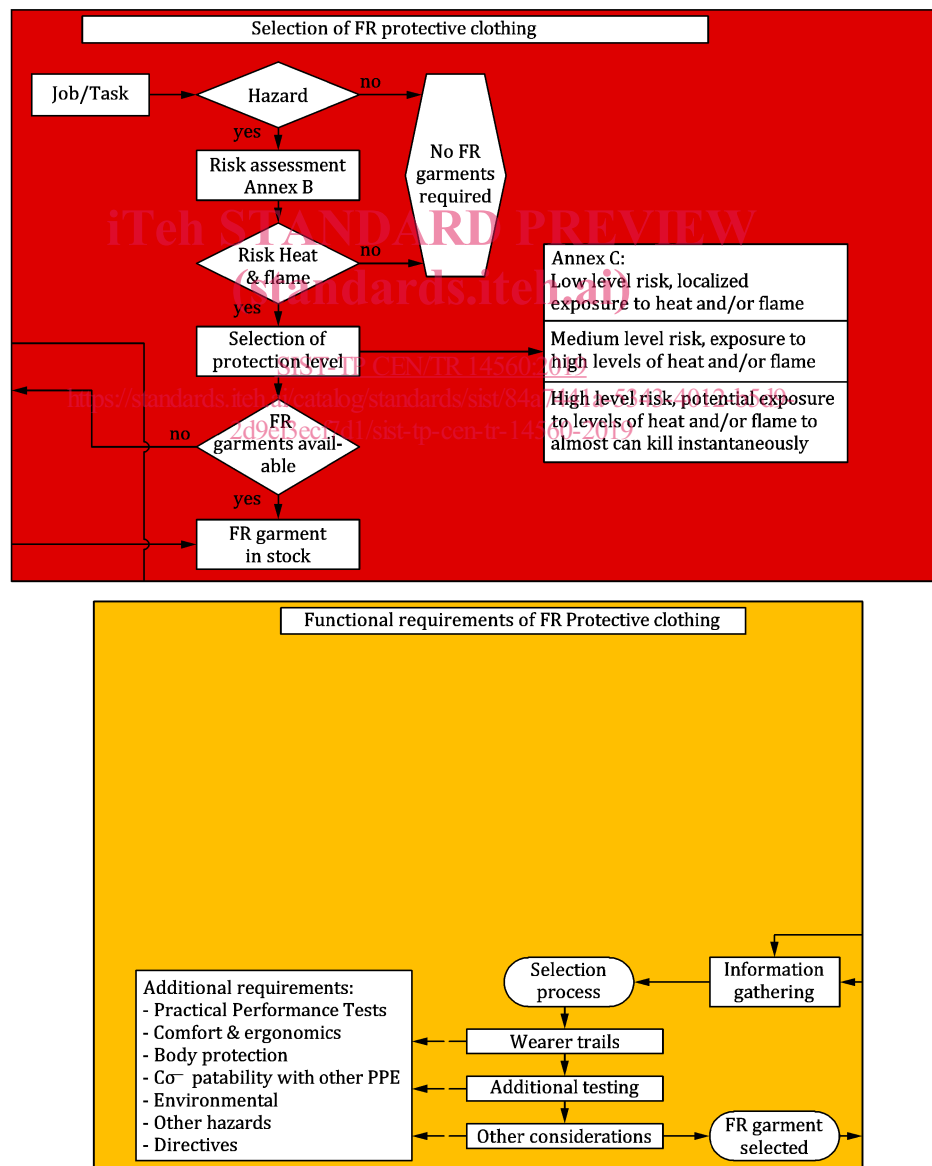 Selection of FR protective clothing
Job/Task
Hazard
no
yes
Risk assessment
Annex B
No FR
garments
required
iTeh STANDARD PREVIEW
(standards.iteh.ai)
Risk Heat
& flame
no
yes
Annex C:
Low level risk, localized
exposure to heat and/or flame
Selection of
protection level
Medium level risk, exposure to
high levels of heat and/or flame
SIST-TP CEN/TR 14560:2019
High level risk, potential exposure
to levels of heat and/or flame to
almost can kill instantaneously
FR
garments avail-
able
no
yes
FR garment
in stock
Functional requirements of FR Protective clothing
Information
gathering
Selection
process
Wearer trails
Additional testing
Other considerations
FR garment
selected
Additional requirements:
- Practical Performance Tests
- Comfort & ergonomics
- Body protection
- patability with other PPE
- Environmental
- Other hazards
- Directives